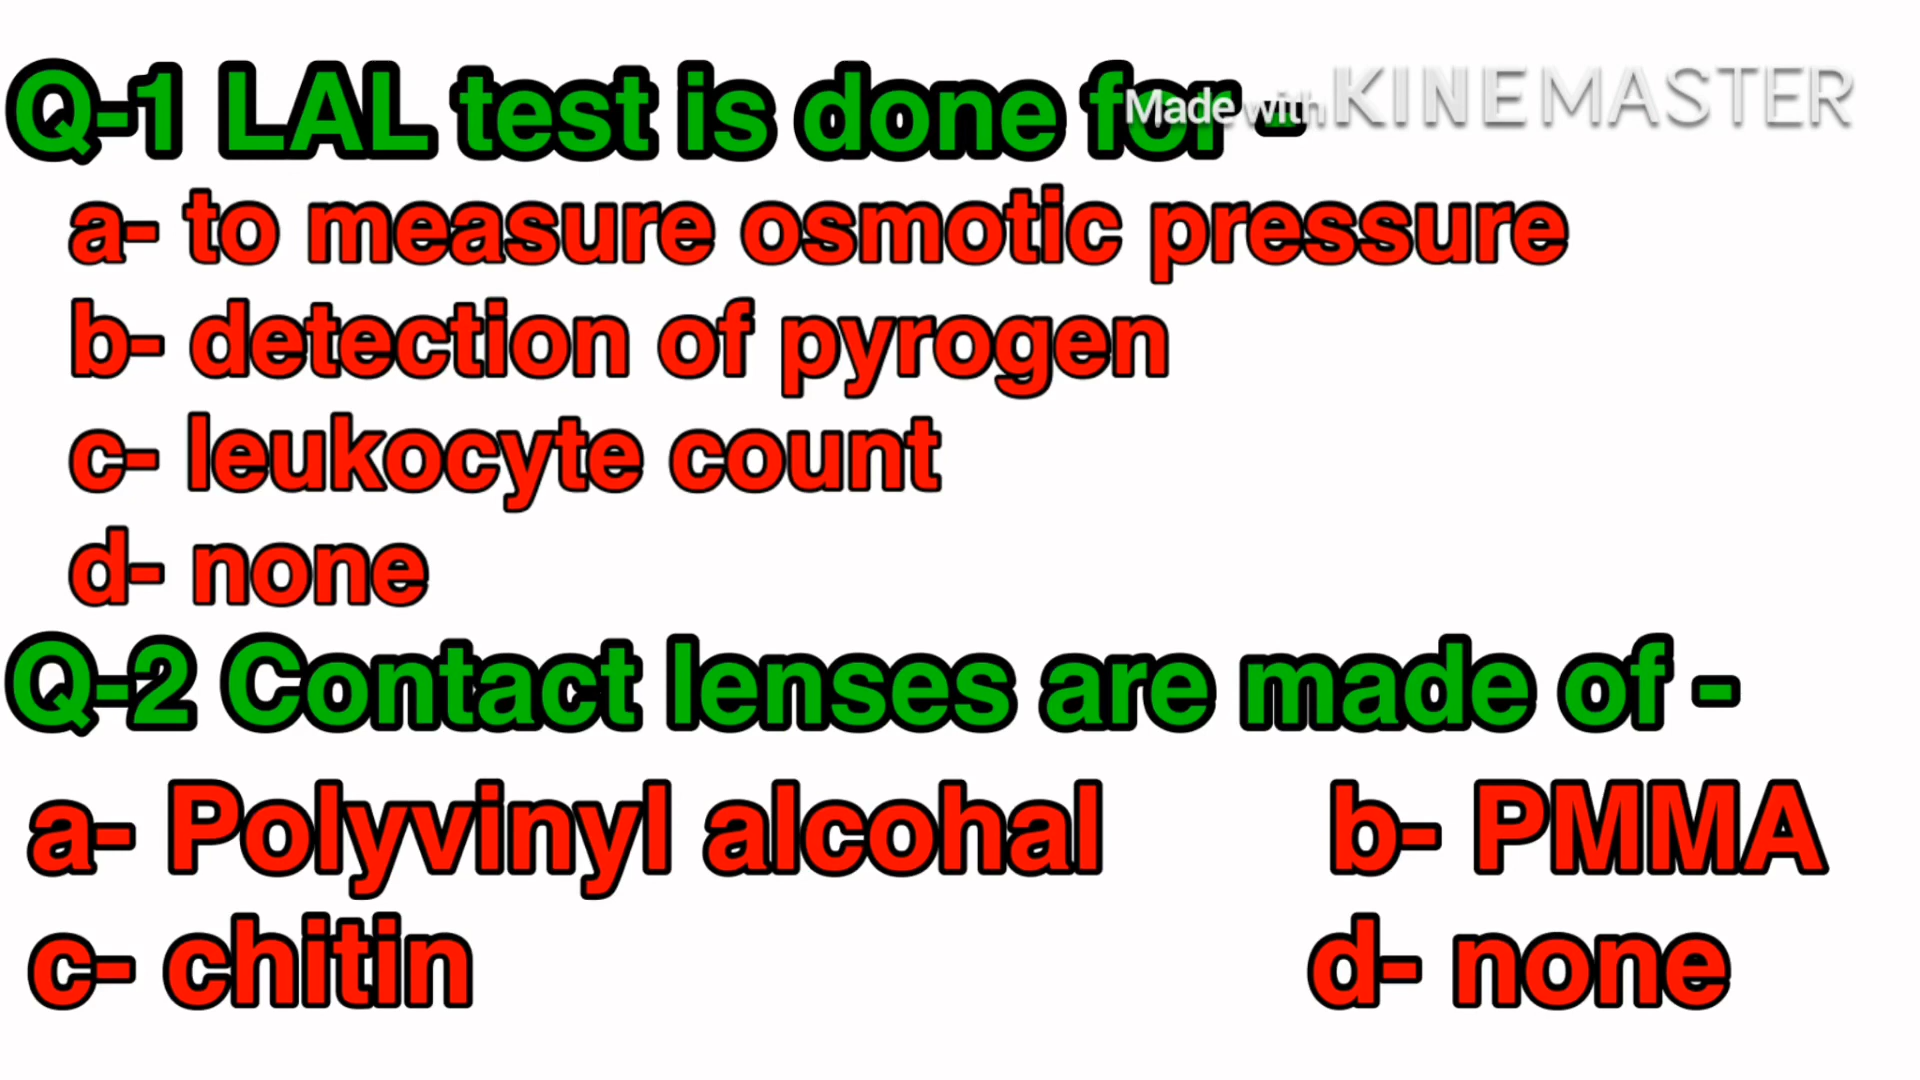 Q-1 LAL test is done for -
Made with KINEMASTER
a- to measure osmotic pressure
b- detection of pyrogen
c- leukocyte count
d- none
Q-2 Contact lenses are made of -
a- Polyvinyl alcohal b- PMMA
c- chitin d- none